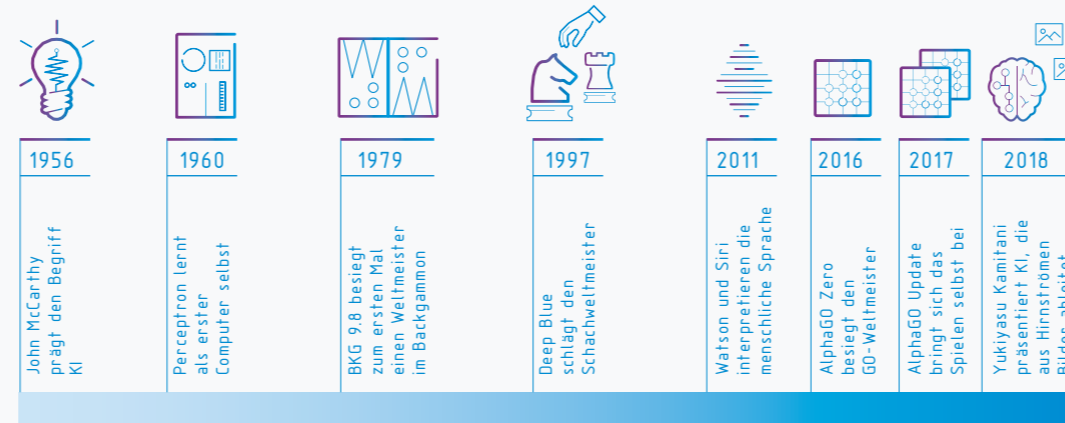 1956
John McCarthy
prägt den Begriff
KI
1960
Perceptron lernt
als erster
Computer selbst
1979
BKG 9.8 besiegt
zum ersten Mal
einen Weltmeister
im Backgammon
1997
Deep Blue
schlägt den
Schachweltmeister
2011
Watson und Siri
interpretieren die
menschliche Sprache
2016
AlphaGO Zero
besiegt den
GO-Weltmeister
2017
AlphaGO Update
bringt sich das
Spielen selbst bei
2018
Yukiyasu Kamitani
präsentiert KI, die
aus Hirnströmen
Bilder ableitet